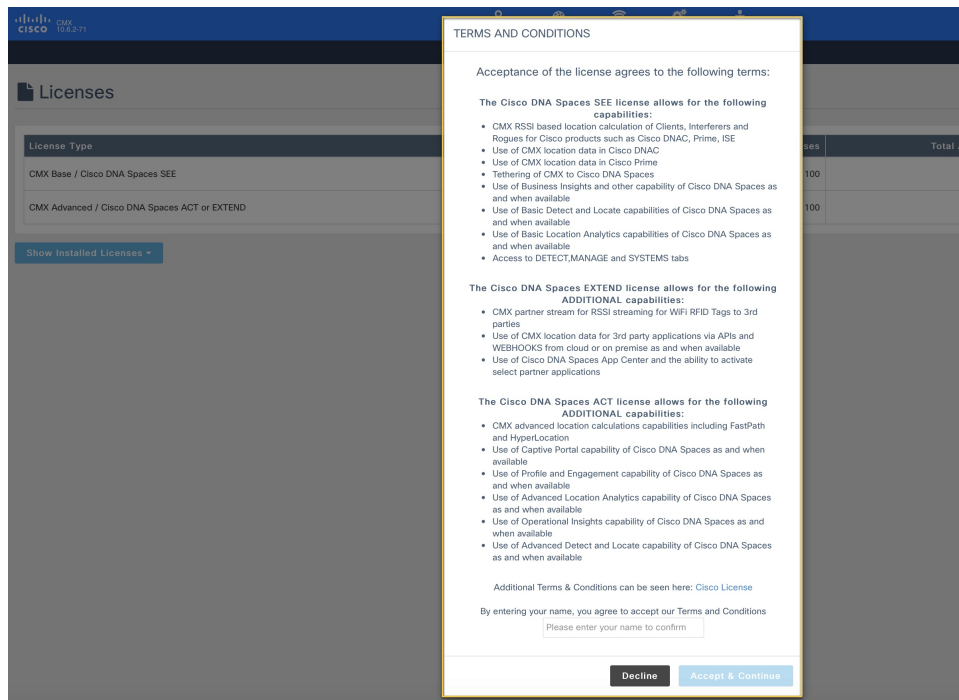 CISCO
CMX
10.6.2-71
Licenses
License Type
ses
Total
CMX Base / Cisco DNA Spaces SEE
100
CMX Advanced / Cisco DNA Spaces ACT or EXTEND
100
Show Installed Licenses
TERMS AND CONDITIONS
Acceptance of the license agrees to the following terms:
The Cisco DNA Spaces SEE license allows for the following
capabilities:
• CMX RSSI based location calculation of Clients, Interferers and
Rogues for Cisco products such as Cisco DNAC, Prime, ISE
• Use of CMX location data in Cisco DNAC
• Use of CMX location data in Cisco Prime
• Tethering of CMX to Cisco DNA Spaces
• Use of Business Insights and other capability of Cisco DNA Spaces as
and when available
• Use of Basic Detect and Locate capabilities of Cisco DNA Spaces as
and when available
• Use of Basic Location Analytics capabilities of Cisco DNA Spaces as
and when available
• Access to DETECT,MANAGE and SYSTEMS tabs
The Cisco DNA Spaces EXTEND license allows for the following
ADDITIONAL capabilities:
• CMX partner stream for RSSI streaming for WiFi RFID Tags to 3rd
parties
• Use of CMX location data for 3rd party applications via APIs and
WEBHOOKS from cloud or on premise as and when available
• Use of Cisco DNA Spaces App Center and the ability to activate
select partner applications
The Cisco DNA Spaces ACT license allows for the following
ADDITIONAL capabilities:
• CMX advanced location calculations capabilities including FastPath
and HyperLocation
• Use of Captive Portal capability of Cisco DNA Spaces as and when
available
• Use of Profile and Engagement capability of Cisco DNA Spaces as
and when available
• Use of Advanced Location Analytics capability of Cisco DNA Spaces
as and when available
• Use of Operational Insights capability of Cisco DNA Spaces as and
when available
• Use of Advanced Detect and Locate capability of Cisco DNA Spaces
as and when available
Additional Terms & Conditions can be seen here: Cisco License
By entering your name, you agree to accept our Terms and Conditions
Please enter your name to confirm
Decline
Accept & Continue